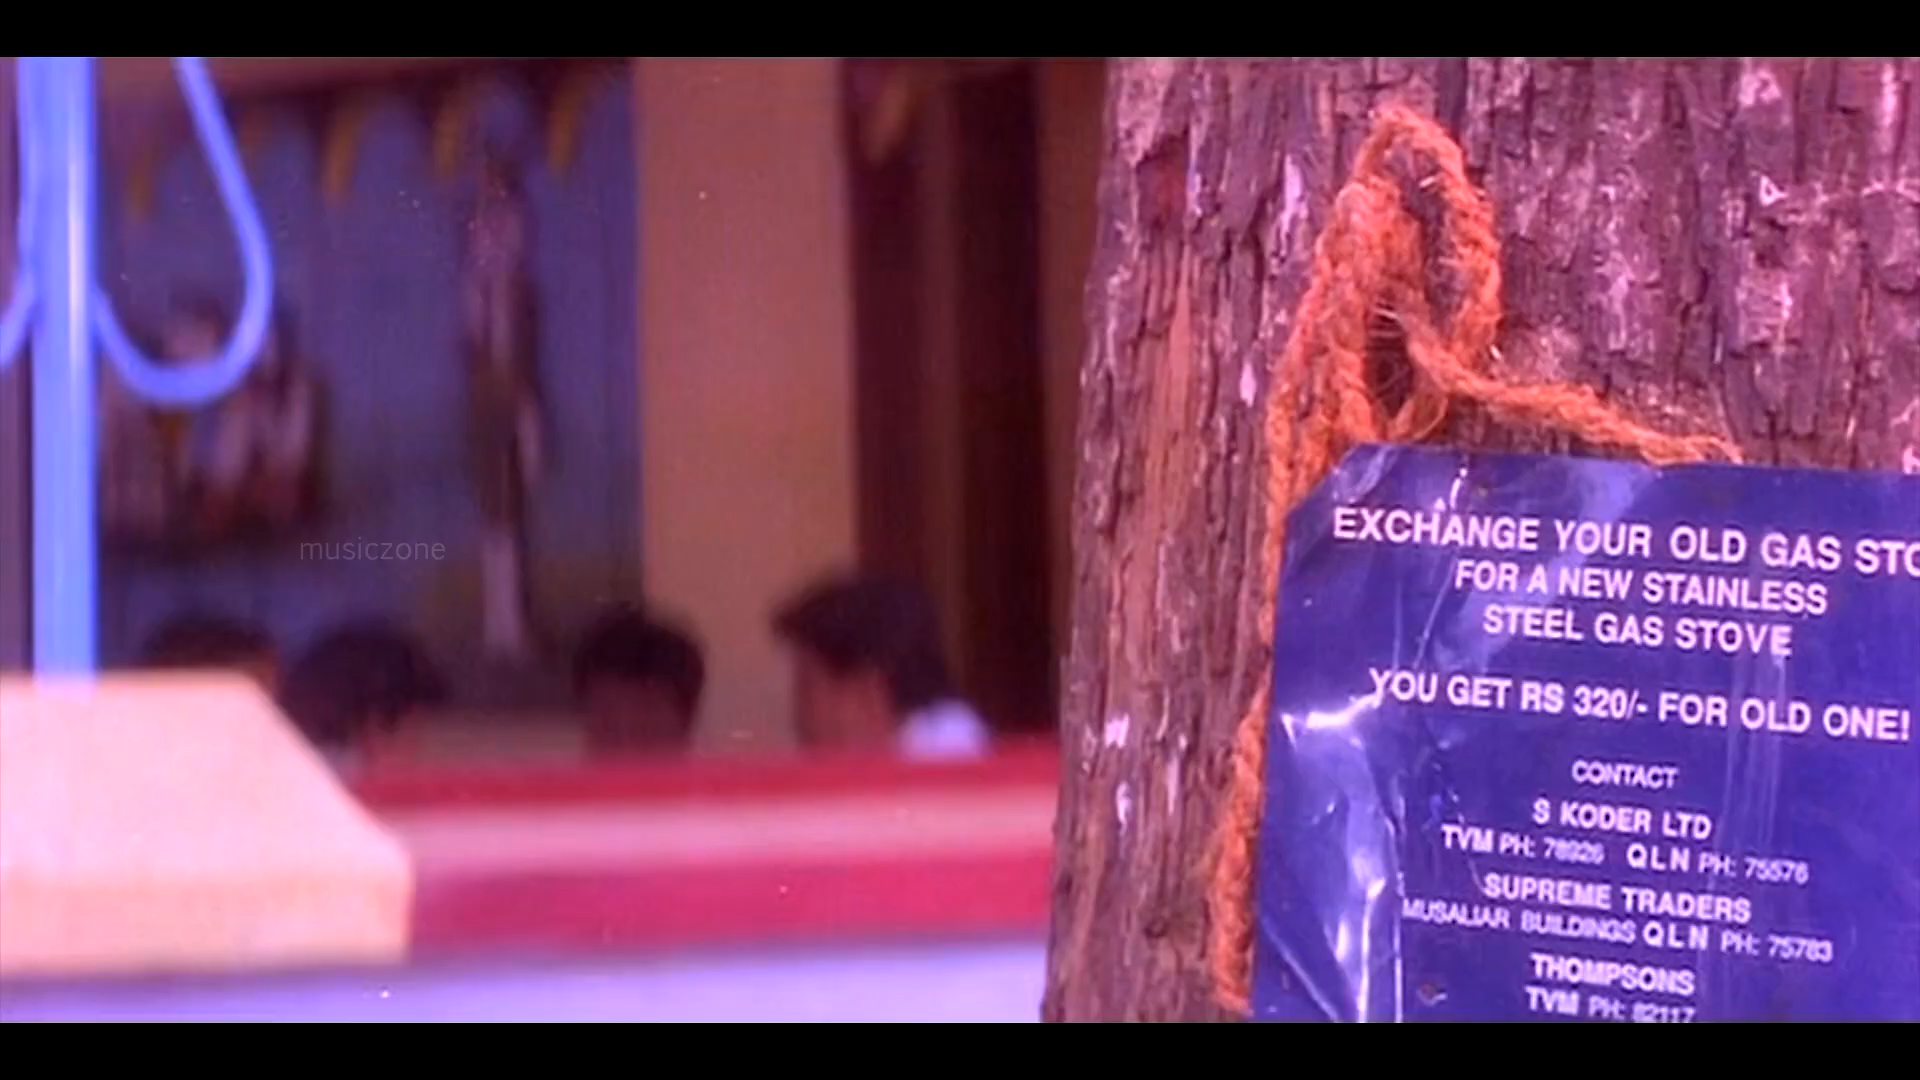 EXCHANGE YOUR OLD GAS STO
FOR A NEW STAINLESS
STEEL GAS STOVE
YOU GET RS 320/- FOR OLD ONE!
CONTACT
S KODER LTD
TVM PH: 78926 QLN PH: 75576
SUPREME TRADERS
MUSALIAR BUILDINGS QLN PH: 75783
THOMPSONS
TVM PH: 82117
musiczone